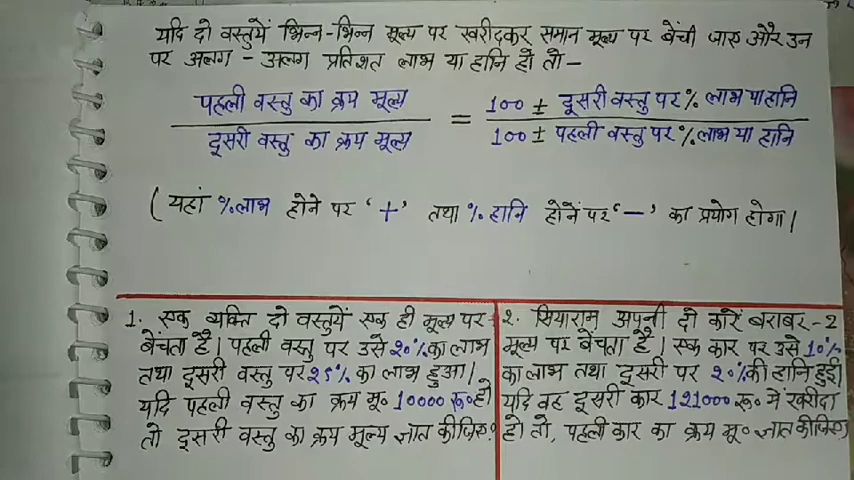 यदि दो वस्तुयें भिन्न-भिन्न मूल्य पर खरीदकर समान मूल्य पर बेंची जाए और उन
पर अलग - अलग प्रतिशत लाभ या हानि हो तो -
पहली वस्तु का क्रय मूल्य / दूसरी वस्तु का क्रय मूल्य = 100 ± दूसरी वस्तु पर % लाभ या हानि / 100 ± पहली वस्तु पर % लाभ या हानि
( यहां % लाभ होने पर ‘ + ’ तथा % हानि होनें पर ‘ − ’ का प्रयोग होगा।
1. एक व्यक्ति दो वस्तुयें एक ही मूल्य पर
बेंचता है। पहली वस्तु पर उसे २०% का लाभ
तथा दूसरी वस्तु पर २५% का लाभ हुआ।
यदि पहली वस्तु का क्रय मू० 10000 रू० हो
तो दूसरी वस्तु का क्रय मूल्य ज्ञात कीजिए?
२. सियाराम अपनी दो कारें बराबर - 2
मूल्य पर बेंचता है। एक कार पर उसे 10%
का लाभ तथा दूसरी पर २०% की हानि हुई।
यदि वह दूसरी कार 121000 रू० में खरीदा
हो तो, पहली कार का क्रय मू० ज्ञात कीजिए